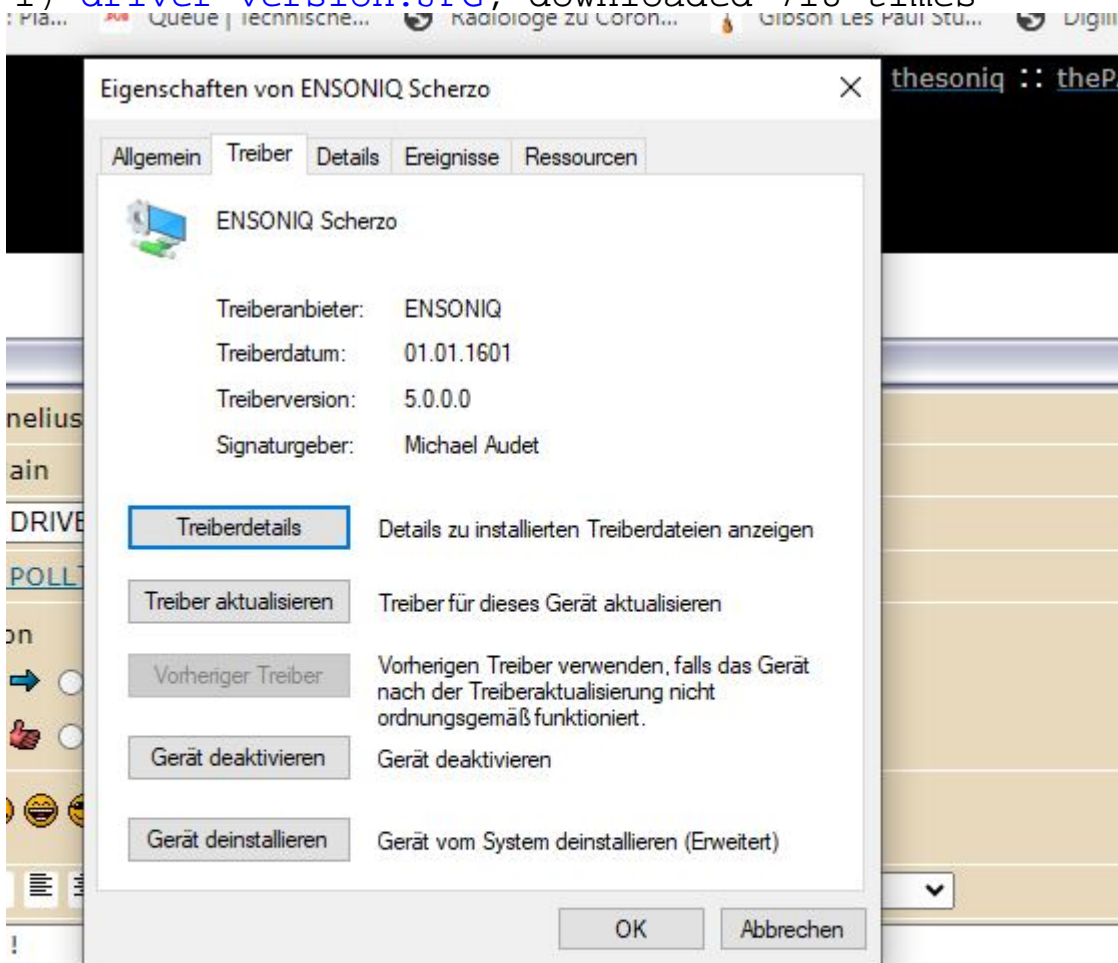 driver version.JPG, downloaded 710 times
Queue | Technische... Radiologe zu Coron... Gibson Les Paul Stu...
thesoniq ::
Eigenschaften von ENSONIQ Scherzo
Allgemein Treiber Details Ereignisse Ressourcen
ENSONIQ Scherzo
Treiberanbieter: ENSONIQ
Treiberdatum: 01.01.1601
Treiberversion: 5.0.0.0
Signaturgeber: Michael Audet
Treiberdetails Details zu installierten Treiberdateien anzeigen
Treiber aktualisieren Treiber für dieses Gerät aktualisieren
Vorheriger Treiber Vorherigen Treiber verwenden, falls das Gerät
nach der Treiberaktualisierung nicht
ordnungsgemäß funktioniert.
Gerät deaktivieren Gerät deaktivieren
Gerät deinstallieren Gerät vom System deinstallieren (Erweitert)
OK Abbrechen
nelius
ain
DRIVE
POLL
on
!